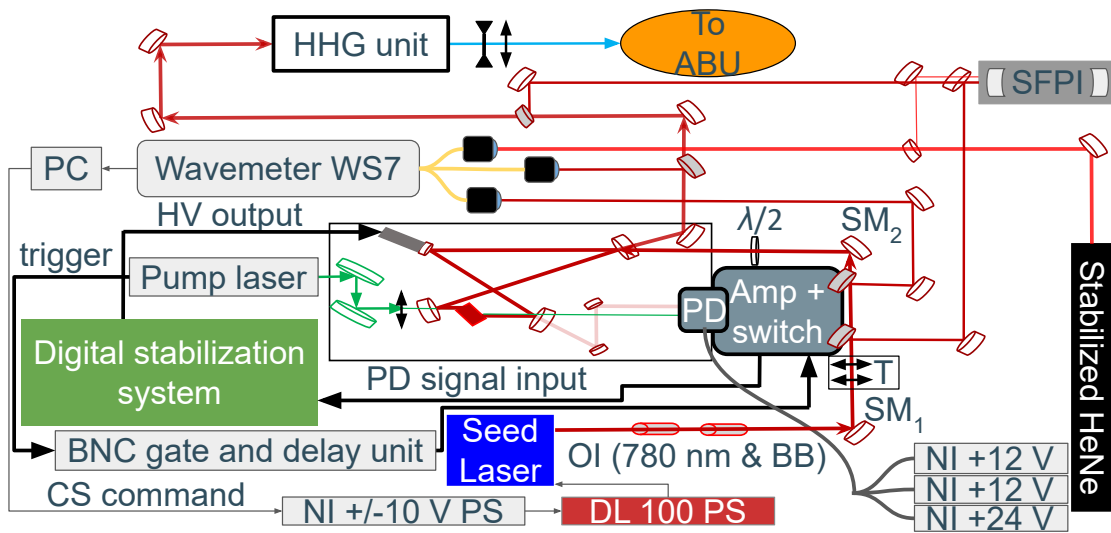 HHG unit
To
ABU
SFPI
PC
Wavemeter WS7
HV output
λ/2
SM2
trigger
Pump laser
PD
Amp +
switch
Digital stabilization
system
PD signal input
T
SM1
Stabilized HeNe
BNC gate and delay unit
Seed
Laser
OI (780 nm & BB)
NI +12 V
NI +12 V
NI +24 V
CS command
NI +/-10 V PS
DL 100 PS